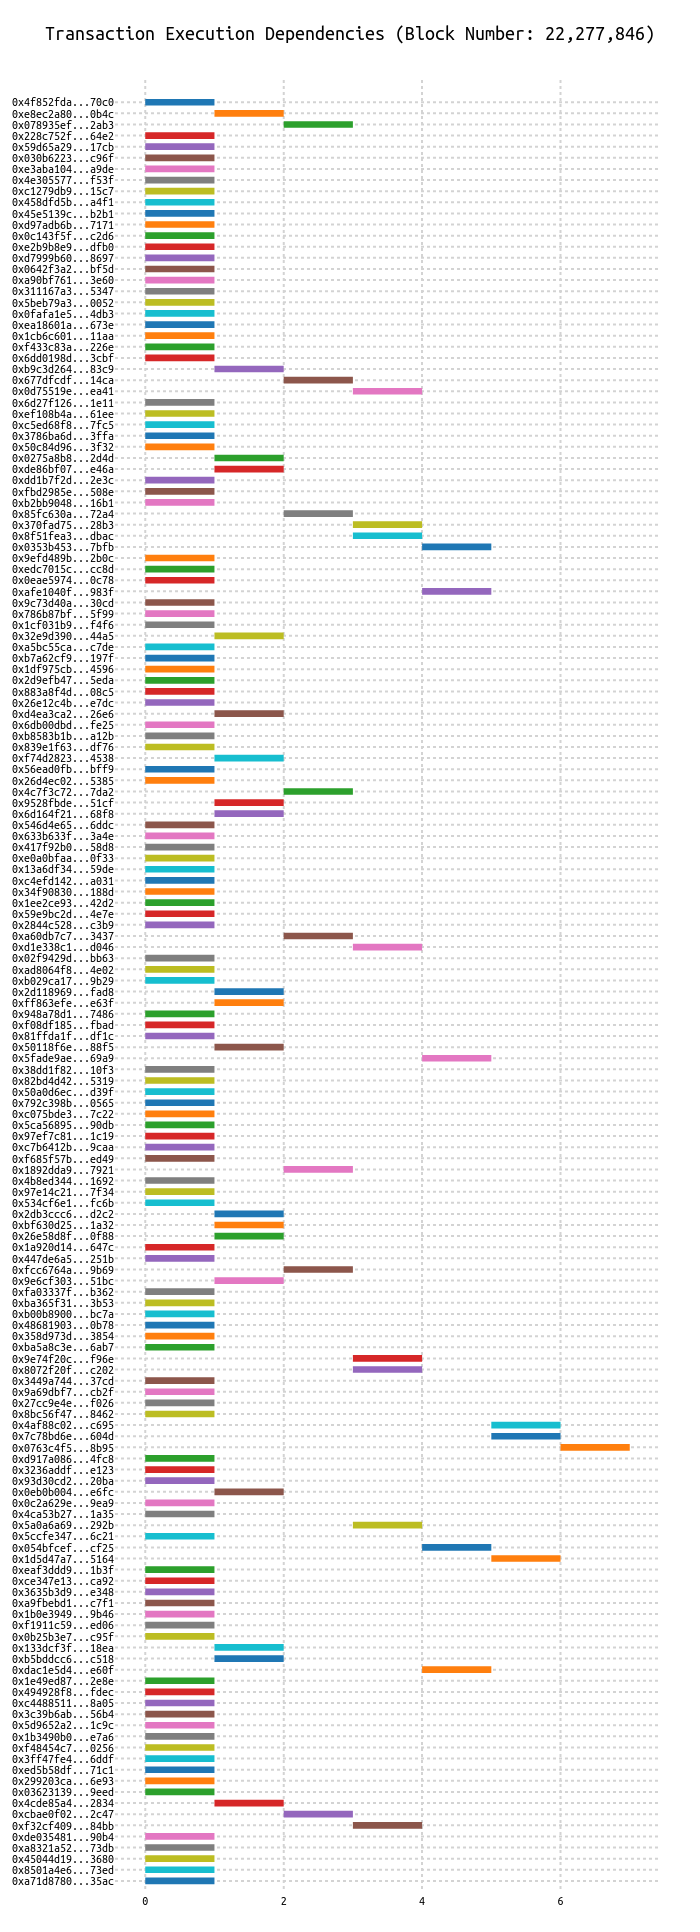 Transaction Execution Dependencies (Block Number: 22,277,846)
0x4f852fda...70c0
0xe8ec2a80...0b4c
0x078935ef...2ab3
0x228c752f...64e2
0x59d65a29...17cb
0x030b6223...c96f
0xe3aba104...a9de
0x4e305577...f53f
0xc1279db9...15c7
0x458dfd5b...a4f1
0x45e5139c...b2b1
0xd97adb6b...7171
0x0c143f5f...c2d6
0xe2b9b8e9...dfb0
0xd7999b60...8697
0x0642f3a2...bf5d
0xa90bf761...3e60
0x311167a3...5347
0x5beb79a3...0052
0x0fafa1e5...4db3
0xea18601a...673e
0x1cb6c601...11aa
0xf433c83a...226e
0x6dd0198d...3cbf
0xb9c3d264...83c9
0x677dfcdf...14ca
0x0d75519e...ea41
0x6d27f126...1e11
0xef108b4a...61ee
0xc5ed68f8...7fc5
0x3786ba6d...3ffa
0x50c84d96...3f32
0x0275a8b8...2d4d
0xde86bf07...e46a
0xdd1b7f2d...2e3c
0xfbd2985e...508e
0xb2bb9048...16b1
0x85fc630a...72a4
0x370fad75...28b3
0x8f51fea3...dbac
0x0353b453...7bfb
0x9efd489b...2b0c
0xedc7015c...cc8d
0x0eae5974...0c78
0xafe1040f...983f
0x9c73d40a...30cd
0x786b87bf...5f99
0x1cf031b9...f4f6
0x32e9d390...44a5
0xa5bc55ca...c7de
0xb7a62cf9...197f
0x1df975cb...4596
0x2d9efb47...5eda
0x883a8f4d...08c5
0x26e12c4b...e7dc
0xd4ea3ca2...26e6
0x6db00dbd...fe25
0xb8583b1b...a12b
0x839e1f63...df76
0xf74d2823...4538
0x56ead0fb...bff9
0x26d4ec02...5385
0x4c7f3c72...7da2
0x9528fbde...51cf
0x6d164f21...68f8
0x546d4e65...6ddc
0x633b633f...3a4e
0x417f92b0...58d8
0xe0a0bfaa...0f33
0x13a6df34...59de
0xc4efd142...a031
0x34f90830...188d
0x1ee2ce93...42d2
0x59e9bc2d...4e7e
0x2844c528...c3b9
0xa60db7c7...3437
0xd1e338c1...d046
0x02f9429d...bb63
0xad8064f8...4e02
0xb029ca17...9b29
0x2d118969...fad8
0xff863efe...e63f
0x948a78d1...7486
0xf08df185...fbad
0x81ffda1f...df1c
0x50118f6e...88f5
0x5fade9ae...69a9
0x38dd1f82...10f3
0x82bd4d42...5319
0x50a0d6ec...d39f
0x792c398b...0565
0xc075bde3...7c22
0x5ca56895...90db
0x97ef7c81...1c19
0xc7b6412b...9caa
0xf685f57b...ed49
0x1892dda9...7921
0x4b8ed344...1692
0x97e14c21...7f34
0x534cf6e1...fc6b
0x2db3ccc6...d2c2
0xbf630d25...1a32
0x26e58d8f...0f88
0x1a920d14...647c
0x447de6a5...251b
0xfcc6764a...9b69
0x9e6cf303...51bc
0xfa03337f...b362
0xba365f31...3b53
0xb00b8900...bc7a
0x48681903...0b78
0x358d973d...3854
0xba5a8c3e...6ab7
0x9e74f20c...f96e
0x8072f20f...c202
0x3449a744...37cd
0x9a69dbf7...cb2f
0x27cc9e4e...f026
0x8bc56f47...8462
0x4af88c02...c695
0x7c78bd6e...604d
0x0763c4f5...8b95
0xd917a086...4fc8
0x3236addf...e123
0x93d30cd2...20ba
0x0eb0b004...e6fc
0x0c2a629e...9ea9
0x4ca53b27...1a35
0x5a0a6a69...292b
0x5ccfe347...6c21
0x054bfcef...cf25
0x1d5d47a7...5164
0xeaf3ddd9...1b3f
0xce347e13...ca92
0x3635b3d9...e348
0xa9fbebd1...c7f1
0x1b0e3949...9b46
0xf1911c59...ed06
0x0b25b3e7...c95f
0x133dcf3f...18ea
0xb5bddcc6...c518
0xdac1e5d4...e60f
0x1e49ed87...2e8e
0x494928f8...fdec
0xc4488511...8a05
0x3c39b6ab...56b4
0x5d9652a2...1c9c
0x1b3490b0...e7a6
0xf48454c7...0256
0x3ff47fe4...6ddf
0xed5b58df...71c1
0x299203ca...6e93
0x03623139...9eed
0x4cde85a4...2834
0xcbae0f02...2c47
0xf32cf409...84bb
0xde035481...90b4
0xa8321a52...73db
0x45044d19...3680
0x8501a4e6...73ed
0xa71d8780...35ac
0 2 4 6